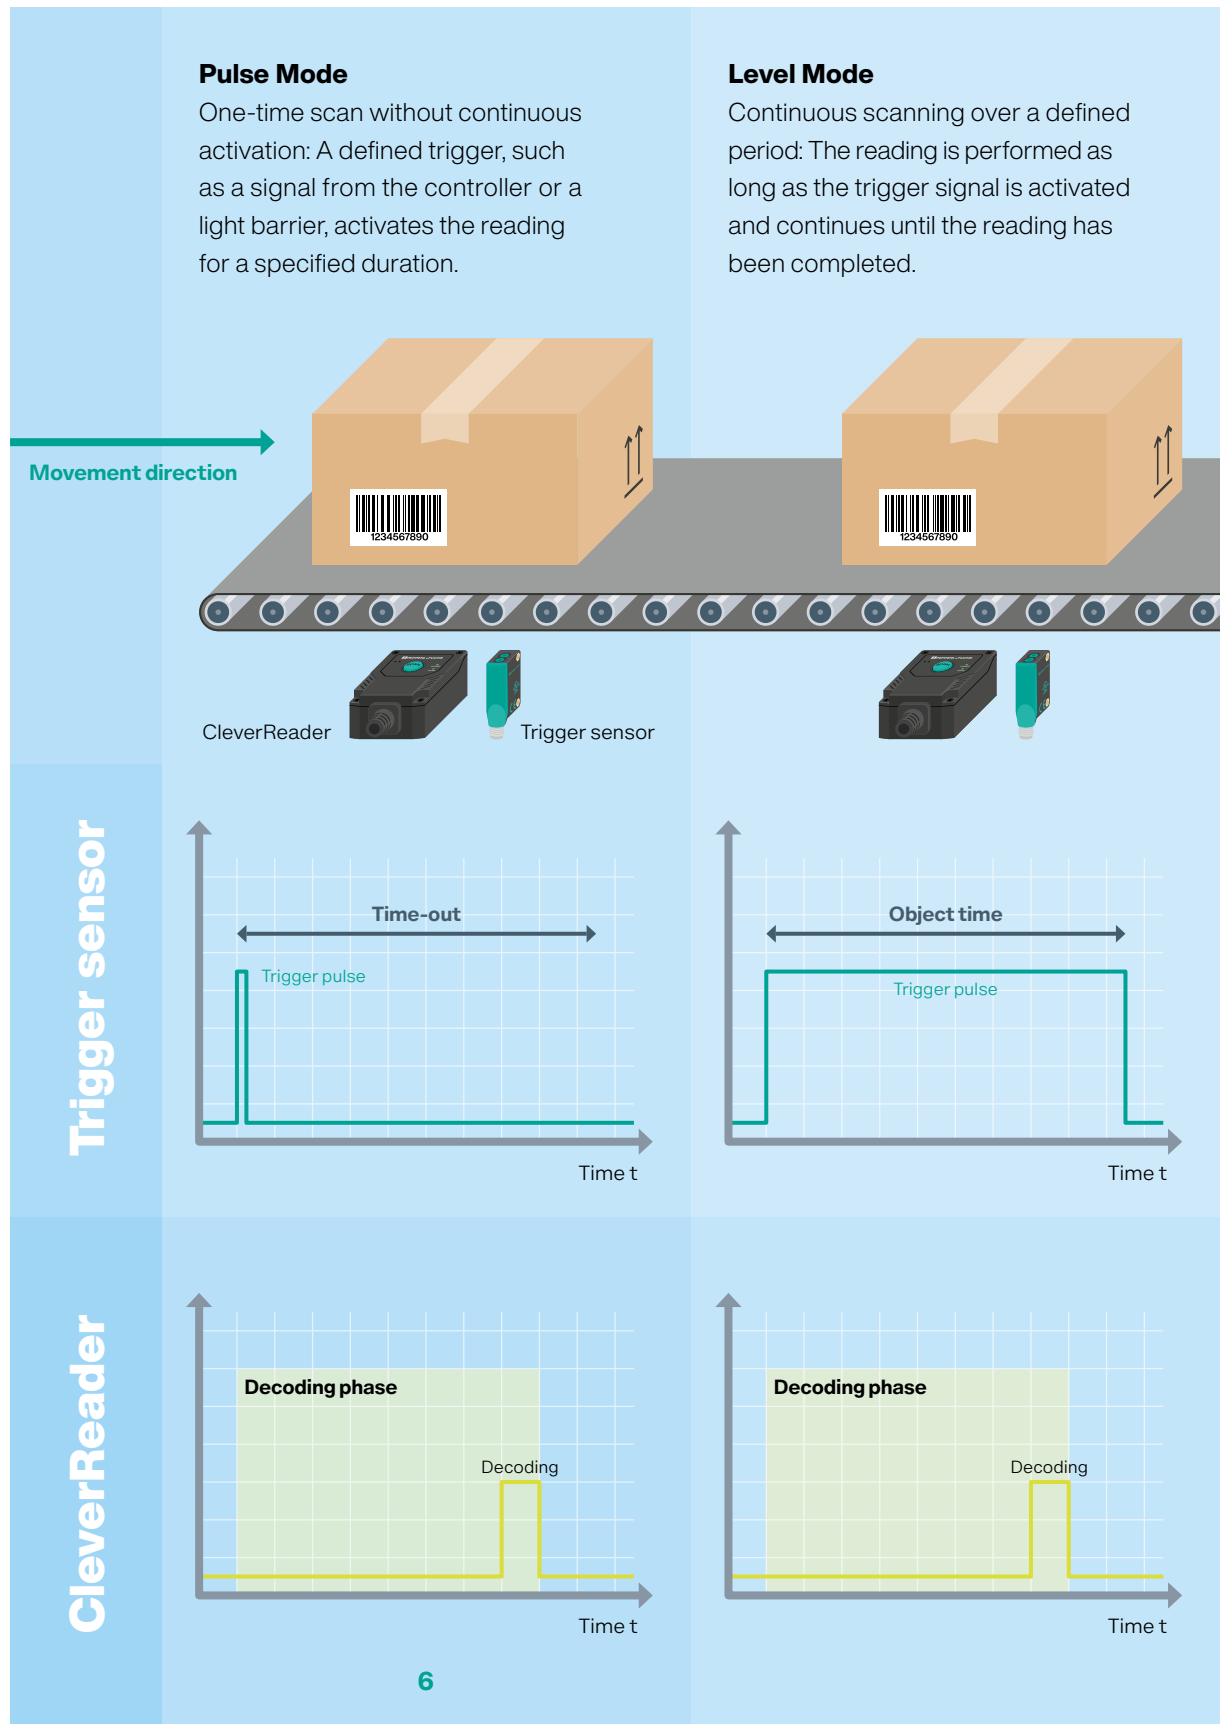 Pulse Mode
One-time scan without continuous
activation: A defined trigger, such
as a signal from the controller or a
light barrier, activates the reading
for a specified duration.
Level Mode
Continuous scanning over a defined
period: The reading is performed as
long as the trigger signal is activated
and continues until the reading has
been completed.
Movement direction
1234567890
1234567890
CleverReader
Trigger sensor
Trigger sensor
Time-out
Trigger pulse
Time t
Object time
Trigger pulse
Time t
CleverReader
Decoding phase
Decoding
Time t
Decoding phase
Decoding
Time t
6